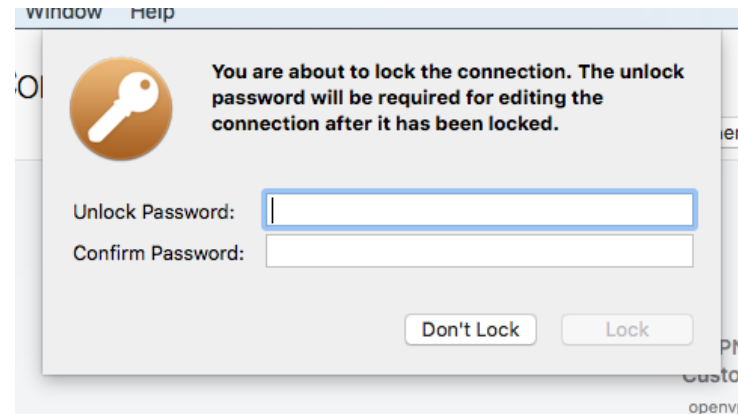 Window Help
You are about to lock the connection. The unlock
password will be required for editing the
connection after it has been locked.
Unlock Password:
Confirm Password:
Don't Lock Lock